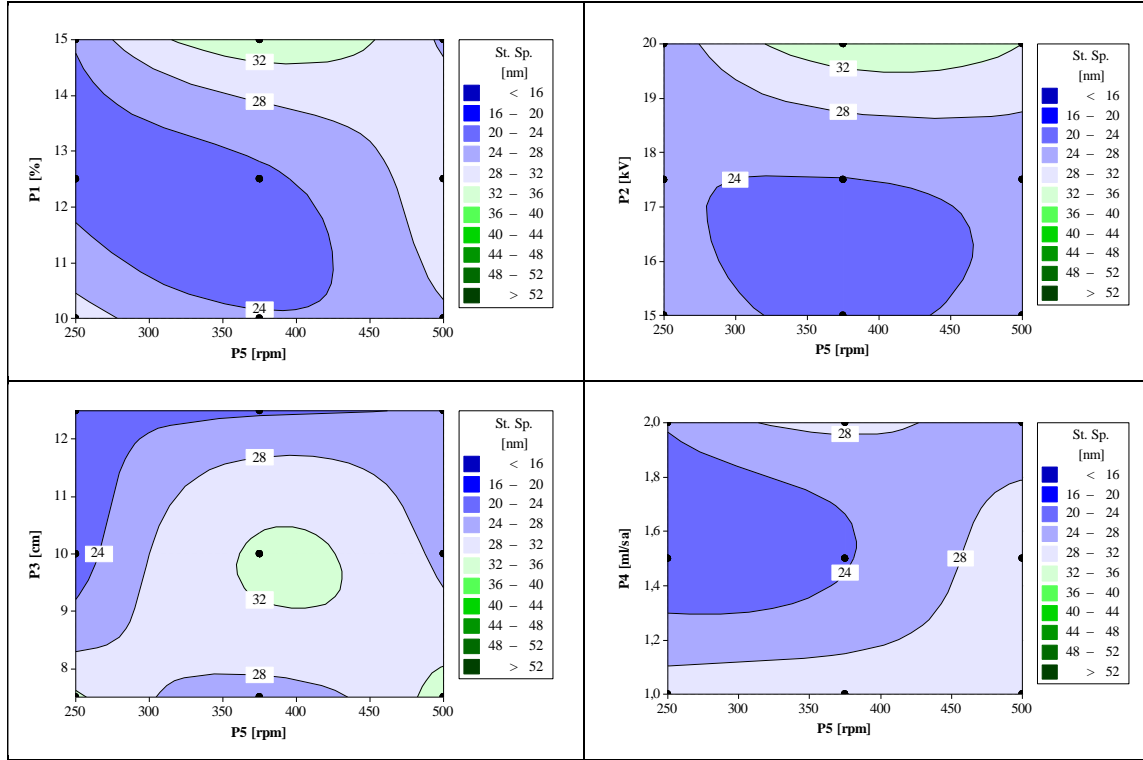 15
14
13
12
11
10
P1 [%]
32
28
24
250
300
350
400
450
500
P5 [rpm]
St. Sp.
[nm]
< 16
16 – 20
20 – 24
24 – 28
28 – 32
32 – 36
36 – 40
40 – 44
44 – 48
48 – 52
> 52
20
19
18
17
16
15
P2 [kV]
32
28
24
250
300
350
400
450
500
P5 [rpm]
St. Sp.
[nm]
< 16
16 – 20
20 – 24
24 – 28
28 – 32
32 – 36
36 – 40
40 – 44
44 – 48
48 – 52
> 52
12
11
10
9
8
P3 [cm]
28
24
32
28
250
300
350
400
450
500
P5 [rpm]
St. Sp.
[nm]
< 16
16 – 20
20 – 24
24 – 28
28 – 32
32 – 36
36 – 40
40 – 44
44 – 48
48 – 52
> 52
2,0
1,8
1,6
1,4
1,2
1,0
P4 [ml/sa]
28
28
24
250
300
350
400
450
500
P5 [rpm]
St. Sp.
[nm]
< 16
16 – 20
20 – 24
24 – 28
28 – 32
32 – 36
36 – 40
40 – 44
44 – 48
48 – 52
> 52